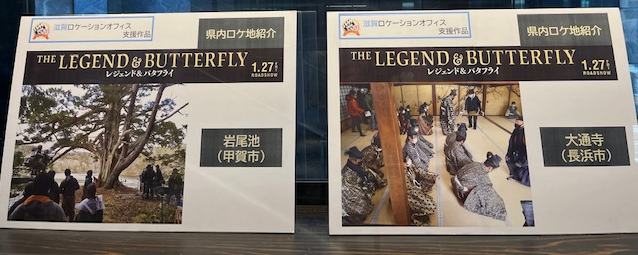 滋賀ロケーションオフィス
支援作品
県内ロケ地紹介
THE LEGEND & BUTTERFLY
レジェンド&バタフライ
1.27
ROADSHOW
岩尾池
(甲賀市)
滋賀ロケーションオフィス
支援作品
県内ロケ地紹介
THE LEGEND & BUTTERFLY
レジェンド&バタフライ
1.27
ROADSHOW
大通寺
(長浜市)